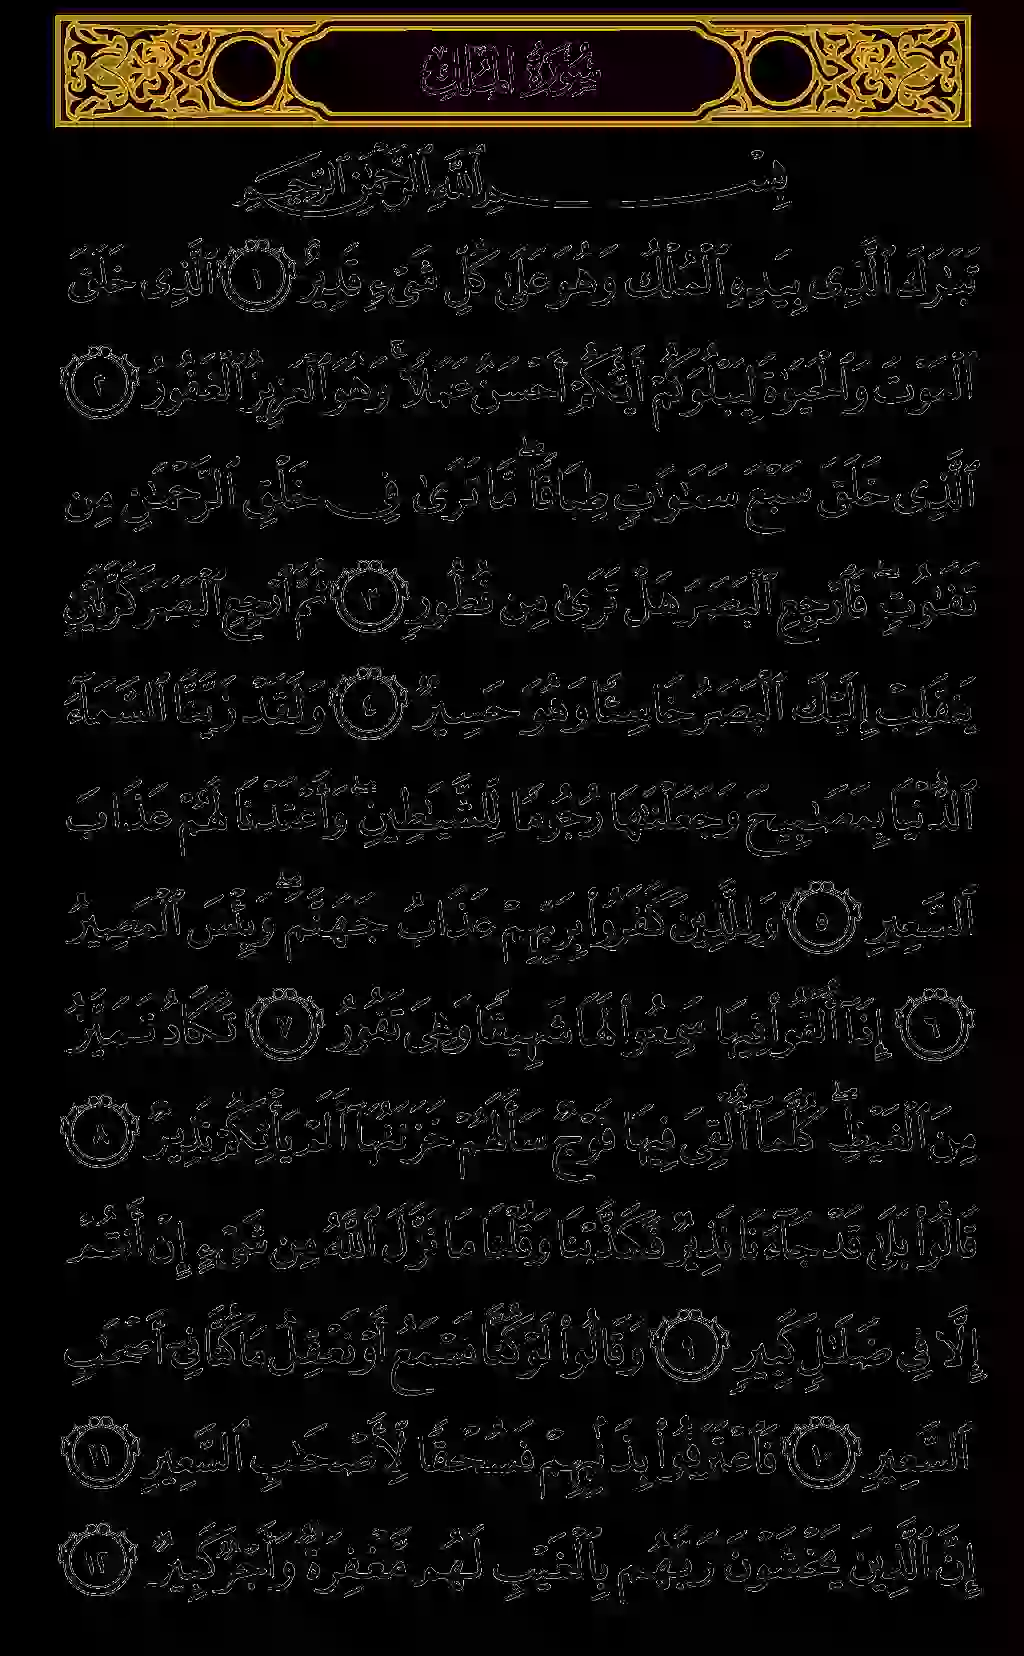 سُورَةُ المُلْكِ
بِسْمِ ٱللَّهِ ٱلرَّحْمَٰنِ ٱلرَّحِيمِ
تَبَٰرَكَ ٱلَّذِى بِيَدِهِ ٱلْمُلْكُ وَهُوَ عَلَىٰ كُلِّ شَىْءٍ قَدِيرٌ ١ ٱلَّذِى خَلَقَ
ٱلْمَوْتَ وَٱلْحَيَوٰةَ لِيَبْلُوَكُمْ أَيُّكُمْ أَحْسَنُ عَمَلًا ۚ وَهُوَ ٱلْعَزِيزُ ٱلْغَفُورُ ٢
ٱلَّذِى خَلَقَ سَبْعَ سَمَٰوَٰتٍ طِبَاقًا ۖ مَّا تَرَىٰ فِى خَلْقِ ٱلرَّحْمَٰنِ مِن
تَفَٰوُتٍ ۖ فَٱرْجِعِ ٱلْبَصَرَ هَلْ تَرَىٰ مِن فُطُورٍ ٣ ثُمَّ ٱرْجِعِ ٱلْبَصَرَ كَرَّتَيْنِ
يَنقَلِبْ إِلَيْكَ ٱلْبَصَرُ خَاسِئًا وَهُوَ حَسِيرٌ ٤ وَلَقَدْ زَيَّنَّا ٱلسَّمَآءَ
ٱلدُّنْيَا بِمَصَٰبِيحَ وَجَعَلْنَٰهَا رُجُومًا لِّلشَّيَٰطِينِ ۖ وَأَعْتَدْنَا لَهُمْ عَذَابَ
ٱلسَّعِيرِ ٥ وَلِلَّذِينَ كَفَرُوا۟ بِرَبِّهِمْ عَذَابُ جَهَنَّمَ ۖ وَبِئْسَ ٱلْمَصِيرُ
٦ إِذَآ أُلْقُوا۟ فِيهَا سَمِعُوا۟ لَهَا شَهِيقًا وَهِىَ تَفُورُ ٧ تَكَادُ تَمَيَّزُ
مِنَ ٱلْغَيْظِ ۖ كُلَّمَآ أُلْقِىَ فِيهَا فَوْجٌ سَأَلَهُمْ خَزَنَتُهَآ أَلَمْ يَأْتِكُمْ نَذِيرٌ ٨
قَالُوا۟ بَلَىٰ قَدْ جَآءَنَا نَذِيرٌ فَكَذَّبْنَا وَقُلْنَا مَا نَزَّلَ ٱللَّهُ مِن شَىْءٍ إِنْ أَنتُمْ
إِلَّا فِى ضَلَٰلٍ كَبِيرٍ ٩ وَقَالُوا۟ لَوْ كُنَّا نَسْمَعُ أَوْ نَعْقِلُ مَا كُنَّا فِىٓ أَصْحَٰبِ
ٱلسَّعِيرِ ١٠ فَٱعْتَرَفُوا۟ بِذَنۢبِهِمْ فَسُحْقًا لِّأَصْحَٰبِ ٱلسَّعِيرِ ١١
إِنَّ ٱلَّذِينَ يَخْشَوْنَ رَبَّهُم بِٱلْغَيْبِ لَهُم مَّغْفِرَةٌ وَأَجْرٌ كَبِيرٌ ١٢